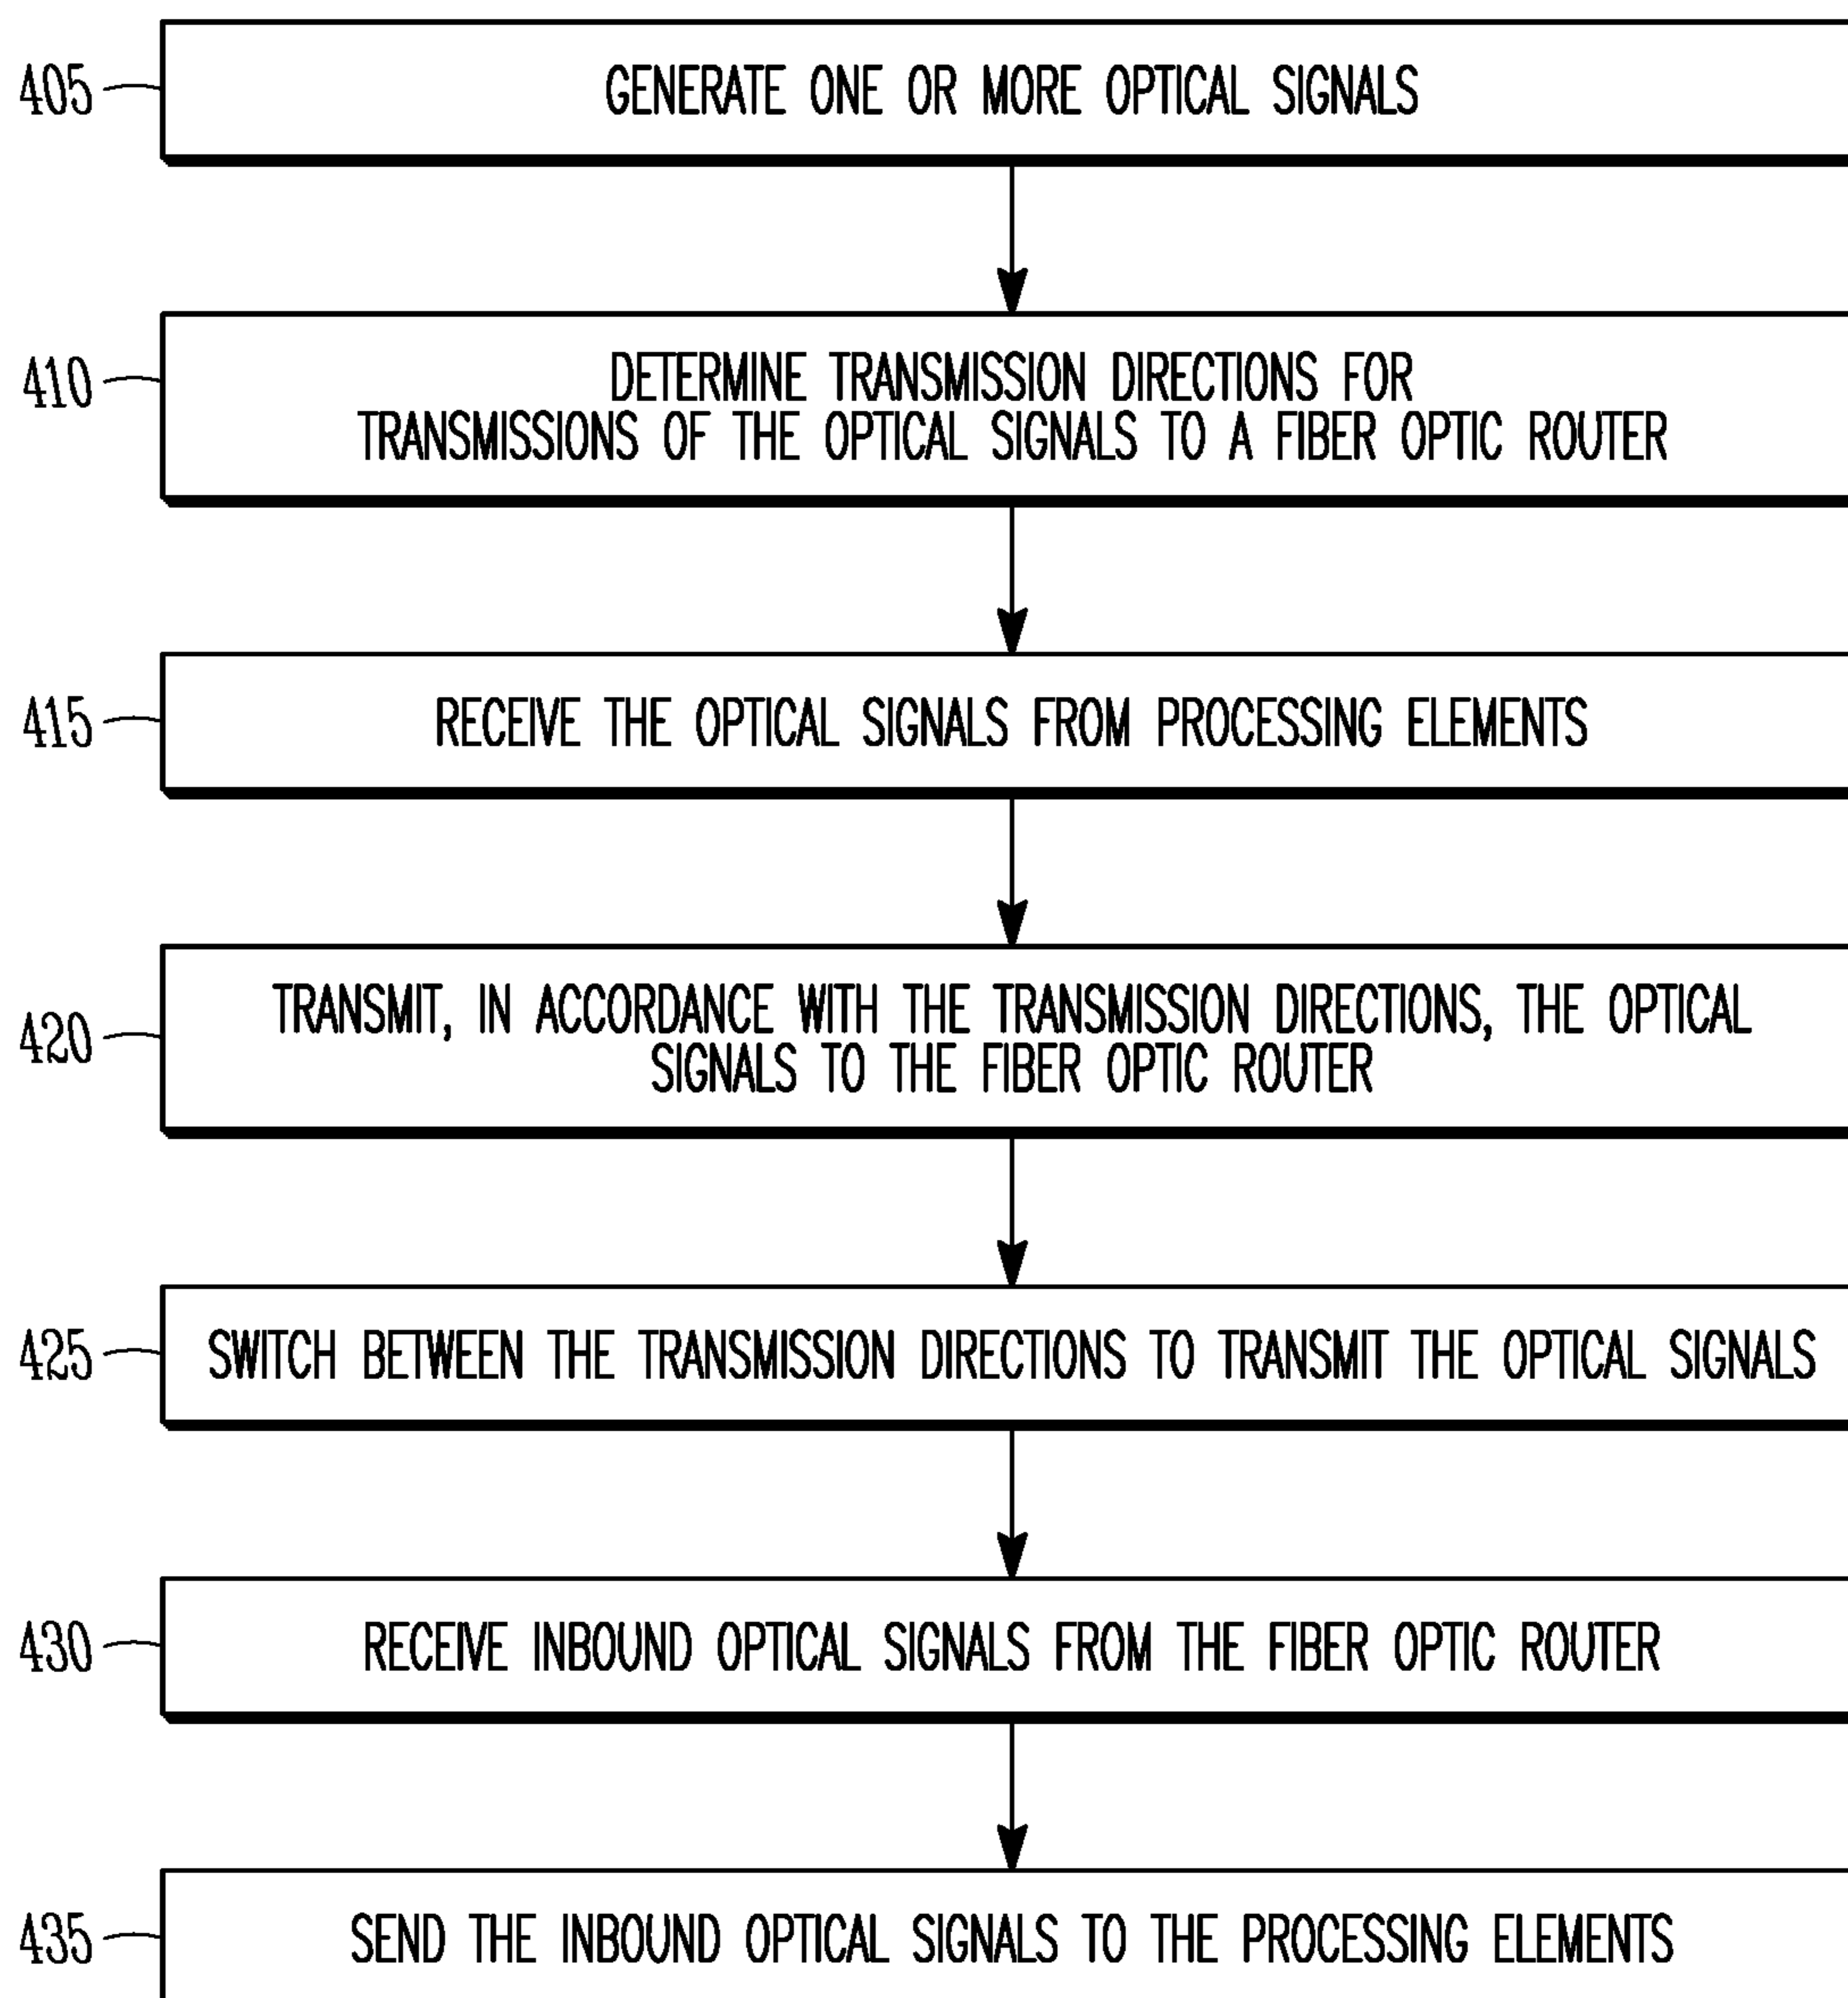 405
GENERATE ONE OR MORE OPTICAL SIGNALS
410
DETERMINE TRANSMISSION DIRECTIONS FOR
TRANSMISSIONS OF THE OPTICAL SIGNALS TO A FIBER OPTIC ROUTER
415
RECEIVE THE OPTICAL SIGNALS FROM PROCESSING ELEMENTS
420
TRANSMIT, IN ACCORDANCE WITH THE TRANSMISSION DIRECTIONS, THE OPTICAL
SIGNALS TO THE FIBER OPTIC ROUTER
425
SWITCH BETWEEN THE TRANSMISSION DIRECTIONS TO TRANSMIT THE OPTICAL SIGNALS
430
RECEIVE INBOUND OPTICAL SIGNALS FROM THE FIBER OPTIC ROUTER
435
SEND THE INBOUND OPTICAL SIGNALS TO THE PROCESSING ELEMENTS